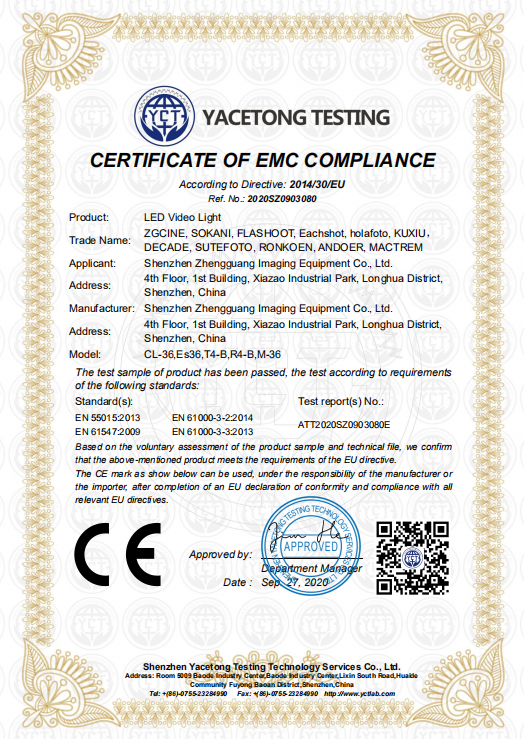 YCT
YACETONG TESTING
CERTIFICATE OF EMC COMPLIANCE
According to Directive: 2014/30/EU
Ref. No.: 2020SZ0903080
Product: LED Video Light
Trade Name: ZGCINE, SOKANI, FLASHOOT, Eachshot, holafoto, KUXIU，
DECADE, SUTEFOTO, RONKOEN, ANDOER, MACTREM
Applicant: Shenzhen Zhengguang Imaging Equipment Co., Ltd.
Address: 4th Floor, 1st Building, Xiazao Industrial Park, Longhua District,
Shenzhen, China
Manufacturer: Shenzhen Zhengguang Imaging Equipment Co., Ltd.
Address: 4th Floor, 1st Building, Xiazao Industrial Park, Longhua District,
Shenzhen, China
Model: CL-36,Es36,T4-B,R4-B,M-36
The test sample of product has been passed, the test according to requirements
of the following standards:
Standard(s): Test report(s) No.:
EN 55015:2013 EN 61000-3-2:2014
ATT2020SZ0903080E
EN 61547:2009 EN 61000-3-3:2013
Based on the voluntary assessment of the product sample and technical file, we confirm
that the above-mentioned product meets the requirements of the EU directive.
The CE mark as show below can be used, under the responsibility of the manufacturer or
the importer, after completion of an EU declaration of conformity and compliance with all
relevant EU directives.
CE
SHENZHEN YACETONG TESTING TECHNOLOGY SERVICES CO., LTD.
APPROVED
Approved by:
Department Manager
Date : Sep. 27, 2020
Shenzhen Yacetong Testing Technology Services Co., Ltd.
Address: Room 5009 Baode Industry Center,Baode Industry Center,Lixin South Road,Huaide
Community Fuyong Baoan District,Shenzhen,China
Tel: +(86)-0755-23284990 Fax: +(86)-0755-23284990 http://www.yctlab.com